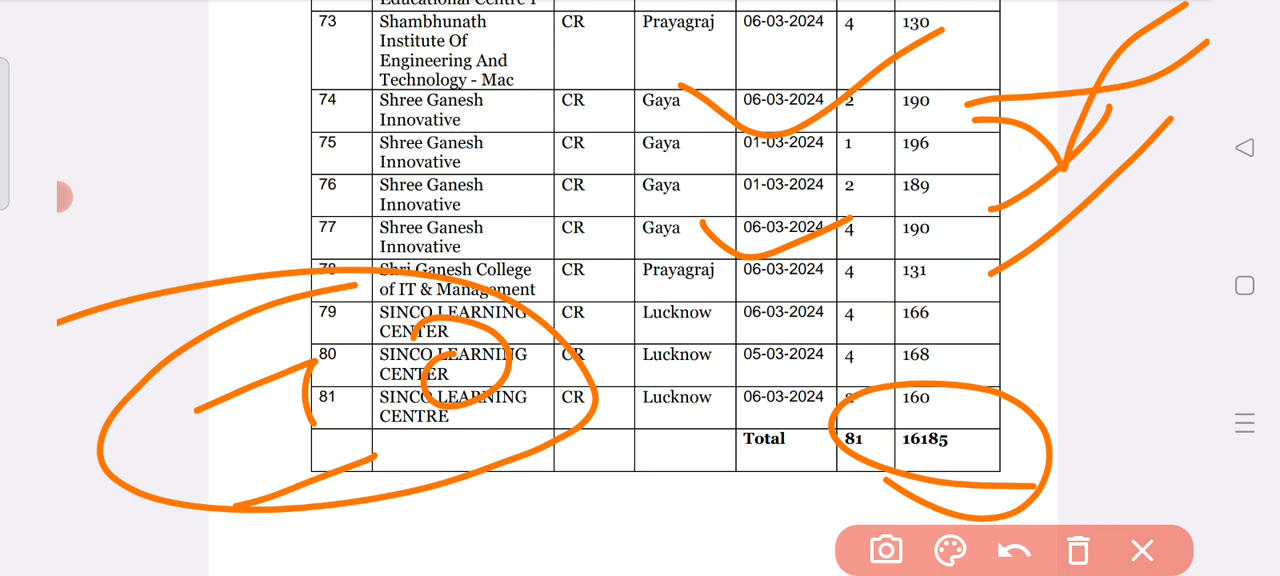 Educational Centre I
73 Shambhunath CR Prayagraj 06-03-2024 4 130
Institute Of
Engineering And
Technology - Mac
74 Shree Ganesh CR Gaya 06-03-2024 2 190
Innovative
75 Shree Ganesh CR Gaya 01-03-2024 1 196
Innovative
76 Shree Ganesh CR Gaya 01-03-2024 2 189
Innovative
77 Shree Ganesh CR Gaya 06-03-2024 4 190
Innovative
78 Shri Ganesh College CR Prayagraj 06-03-2024 4 131
of IT & Management
79 SINCO LEARNING CR Lucknow 06-03-2024 4 166
CENTER
80 SINCO LEARNING CR Lucknow 05-03-2024 4 168
CENTER
81 SINCO LEARNING CR Lucknow 06-03-2024 160
CENTRE
Total 81 16185